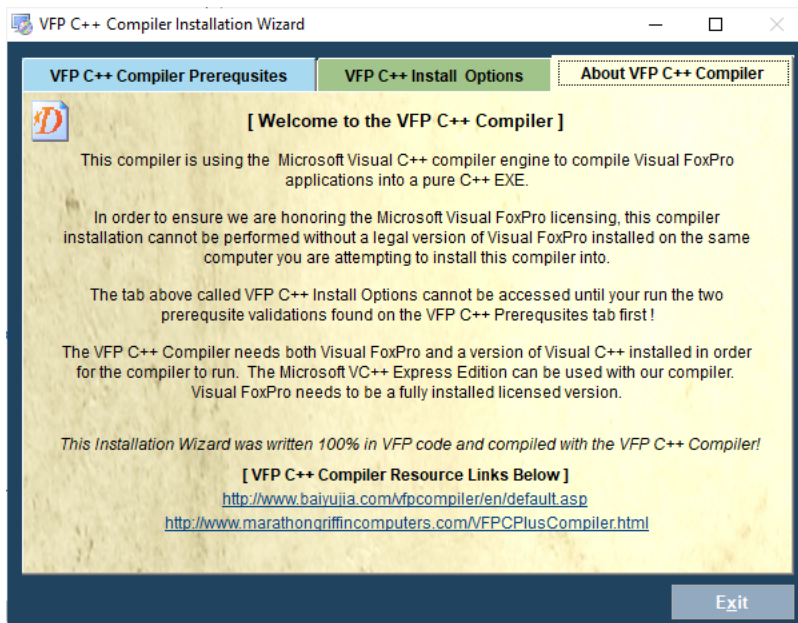 VFP C++ Compiler Installation Wizard
VFP C++ Compiler Prerequsites
VFP C++ Install Options
About VFP C++ Compiler
[ Welcome to the VFP C++ Compiler ]
This compiler is using the Microsoft Visual C++ compiler engine to compile Visual FoxPro
applications into a pure C++ EXE.
In order to ensure we are honoring the Microsoft Visual FoxPro licensing, this compiler
installation cannot be performed without a legal version of Visual FoxPro installed on the same
computer you are attempting to install this compiler into.
The tab above called VFP C++ Install Options cannot be accessed until your run the two
prerequsite validations found on the VFP C++ Prerequsites tab first !
The VFP C++ Compiler needs both Visual FoxPro and a version of Visual C++ installed in order
for the compiler to run. The Microsoft VC++ Express Edition can be used with our compiler.
Visual FoxPro needs to be a fully installed licensed version.
This Installation Wizard was written 100% in VFP code and compiled with the VFP C++ Compiler!
[ VFP C++ Compiler Resource Links Below ]
http://www.baiyujia.com/vfpcompiler/en/default.asp
http://www.marathongriffincomputers.com/VFPCPlusCompiler.html
Exit